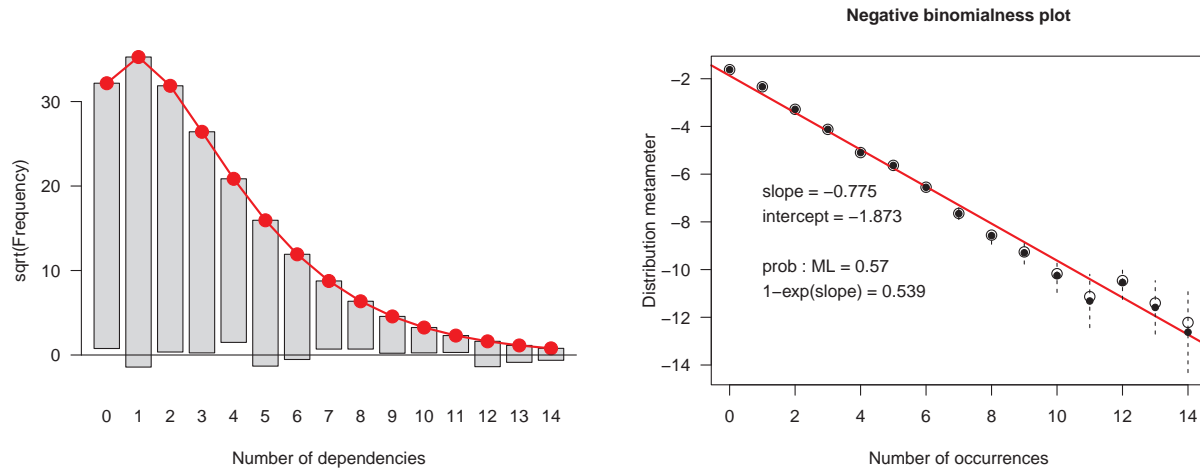 sqrt(Frequency)
30
20
10
0
0 1 2 3 4 5 6 7 8 9 10 11 12 13 14
Number of dependencies
Negative binomialness plot
Distribution metameter
−2
−4
−6
−8
−10
−12
−14
slope = −0.775
intercept = −1.873
prob : ML = 0.57
1−exp(slope) = 0.539
0 2 4 6 8 10 12 14
Number of occurrences